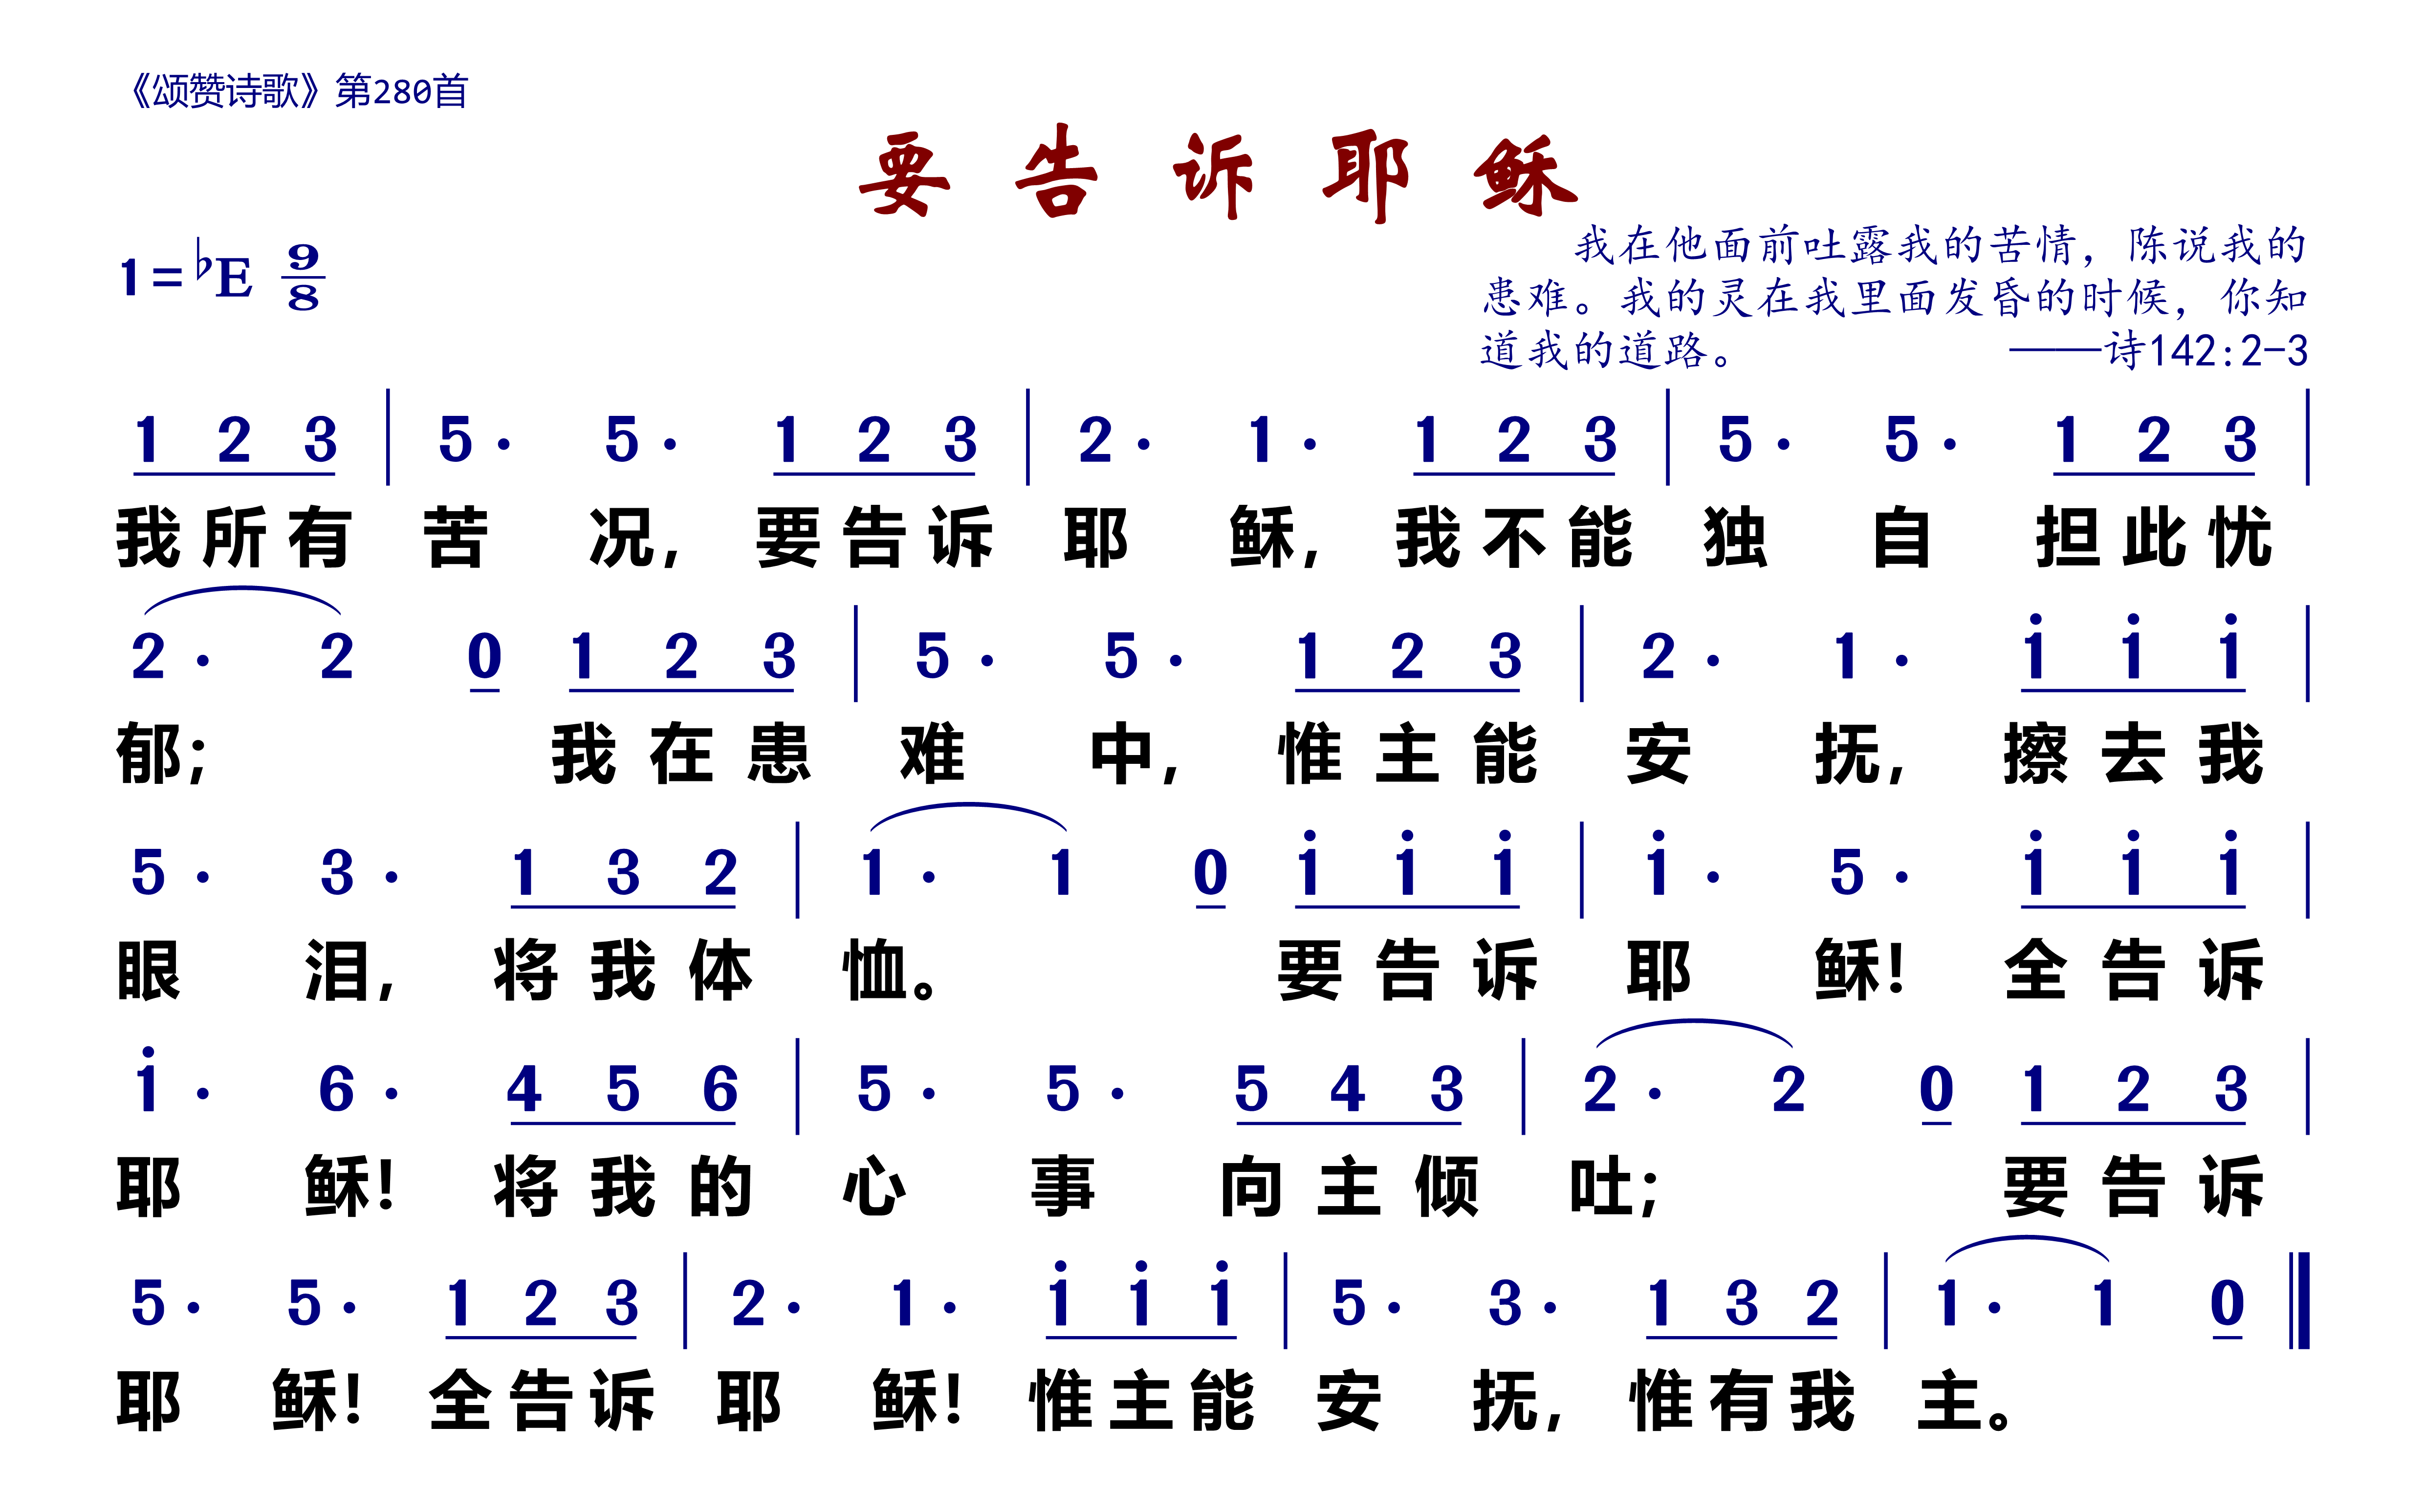 《颂赞诗歌》第280首
要告诉耶稣
1=♭E 9/8
我在他面前吐露我的苦情，陈说我的
患难。我的灵在我里面发昏的时候，你知
道我的道路。 ——诗142:2-3
1 2 3 | 5 · 5 · 1 2 3 | 2 · 1 · 1 2 3 | 5 · 5 · 1 2 3 |
我所有苦况，要告诉耶稣，我不能独自担此忧
2 · 2 0 1 2 3 | 5 · 5 · 1 2 3 | 2 · 1 · i i i |
郁；我在患难中，惟主能安抚，擦去我
5 · 3 · 1 3 2 | 1 · 1 0 i i i | i · 5 · i i i |
眼泪，将我体恤。要告诉耶稣！全告诉
i · 6 · 4 5 6 | 5 · 5 · 5 4 3 | 2 · 2 0 1 2 3 |
耶稣！将我的心事向主倾吐；要告诉
5 · 5 · 1 2 3 | 2 · 1 · i i i | 5 · 3 · 1 3 2 | 1 · 1 0 ‖
耶稣！全告诉耶稣！惟主能安抚，惟有我主。